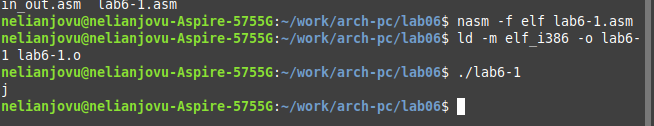 in_out.asm  lab6-1.asm
nelianjovu@nelianjovu-Aspire-5755G:~/work/arch-pc/lab06$ nasm -f elf lab6-1.asm
nelianjovu@nelianjovu-Aspire-5755G:~/work/arch-pc/lab06$ ld -m elf_i386 -o lab6-
1 lab6-1.o
nelianjovu@nelianjovu-Aspire-5755G:~/work/arch-pc/lab06$ ./lab6-1
j
nelianjovu@nelianjovu-Aspire-5755G:~/work/arch-pc/lab06$